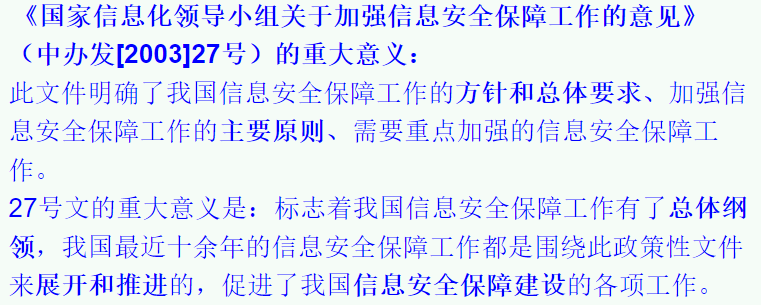 《国家信息化领导小组关于加强信息安全保障工作的意见》
（中办发[2003]27号）的重大意义：
此文件明确了我国信息安全保障工作的方针和总体要求、加强信
息安全保障工作的主要原则、需要重点加强的信息安全保障工
作。
27号文的重大意义是：标志着我国信息安全保障工作有了总体纲
领，我国最近十余年的信息安全保障工作都是围绕此政策性文件
来展开和推进的，促进了我国信息安全保障建设的各项工作。